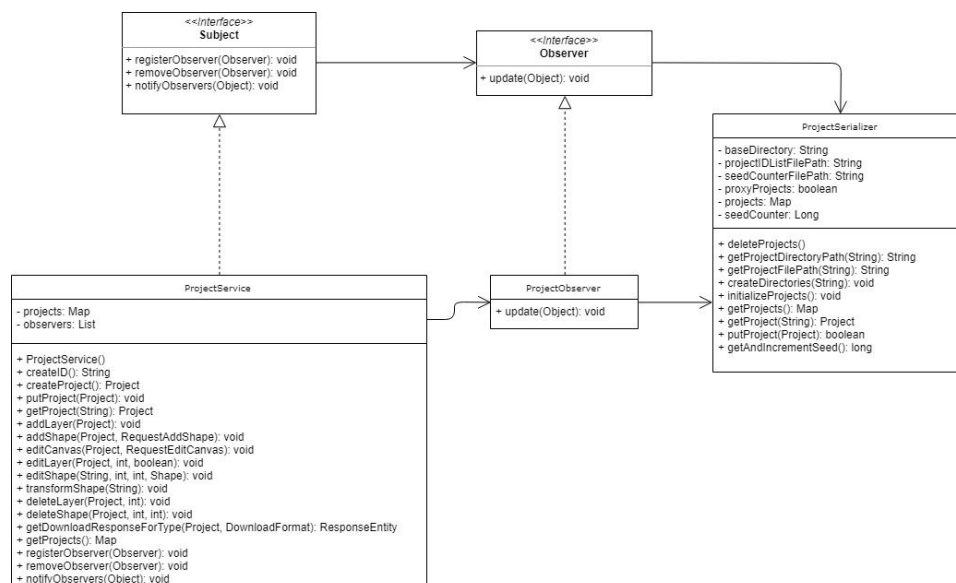 <<Interface>>
Subject
+ registerObserver(Observer): void
+ removeObserver(Observer): void
+ notifyObservers(Object): void
<<Interface>>
Observer
+ update(Object): void
ProjectSerializer
- baseDirectory: String
- projectIDListFilePath: String
- seedCounterFilePath: String
- proxyProjects: boolean
- projects: Map
- seedCounter: Long
+ deleteProjects()
+ getProjectDirectoryPath(String): String
+ getProjectFilePath(String): String
+ createDirectories(String): void
+ initializeProjects(): void
+ getProjects(): Map
+ getProject(String): Project
+ putProject(Project): boolean
+ getAndIncrementSeed(): long
ProjectService
- projects: Map
- observers: List
+ ProjectService()
+ createID(): String
+ createProject(): Project
+ putProject(Project): void
+ getProject(String): Project
+ addLayer(Project): void
+ addShape(Project, RequestAddShape): void
+ editCanvas(Project, RequestEditCanvas): void
+ editLayer(Project, int, boolean): void
+ editShape(String, int, int, Shape): void
+ transformShape(String): void
+ deleteLayer(Project, int): void
+ deleteShape(Project, int, int): void
+ getDownloadResponseForType(Project, DownloadFormat): ResponseEntity
+ getProjects(): Map
+ registerObserver(Observer): void
+ removeObserver(Observer): void
+ notifyObservers(Object): void
ProjectObserver
+ update(Object): void